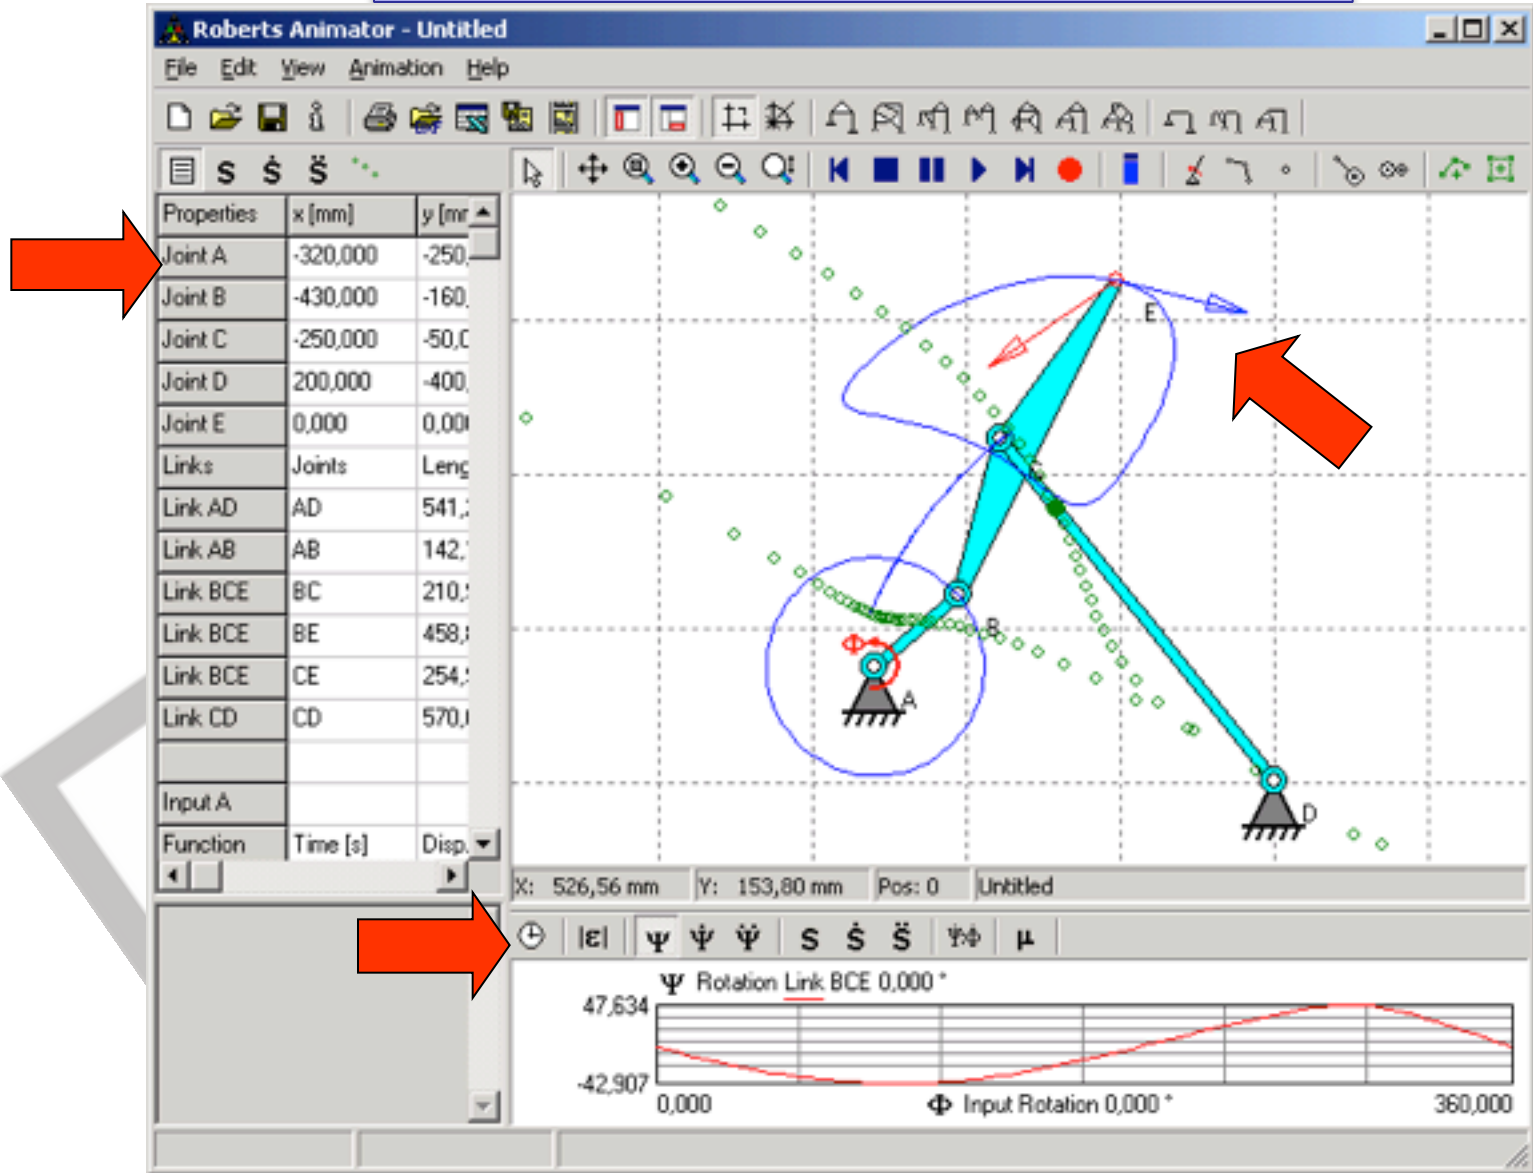 Roberts Animator - Untitled
File Edit View Animation Help
S Ṡ S̈
Properties x [mm] y [mr
Joint A -320,000 -250,
Joint B -430,000 -160,
Joint C -250,000 -50,0
Joint D 200,000 -400,
Joint E 0,000 0,00
Links Joints Leng
Link AD AD 541,
Link AB AB 142,
Link BCE BC 210,
Link BCE BE 458,
Link BCE CE 254,
Link CD CD 570,
Input A
Function Time [s] Disp.
E
C
B
Φ
A
D
X: 526,56 mm Y: 153,80 mm Pos: 0 Untitled
|ε| Ψ Ψ̇ Ψ̈ S Ṡ S̈ Ψ:Φ μ
Ψ Rotation Link BCE 0,000 °
47,634
-42,907
0,000 Φ Input Rotation 0,000 ° 360,000